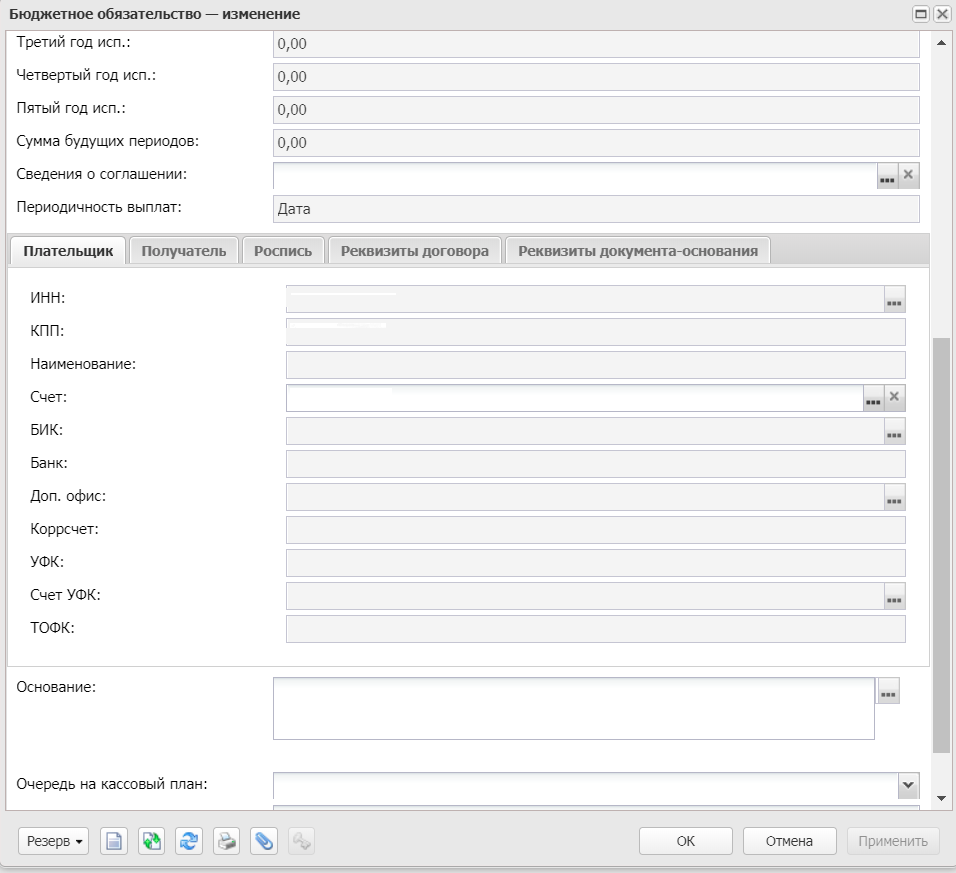 Бюджетное обязательство — изменение
Третий год исп.: 0,00
Четвертый год исп.: 0,00
Пятый год исп.: 0,00
Сумма будущих периодов: 0,00
Сведения о соглашении:
Периодичность выплат: Дата
Плательщик Получатель Роспись Реквизиты договора Реквизиты документа-основания
ИНН:
КПП:
Наименование:
Счет:
БИК:
Банк:
Доп. офис:
Коррсчет:
УФК:
Счет УФК:
ТОФК:
Основание:
Очередь на кассовый план:
Резерв ОК Отмена Применить